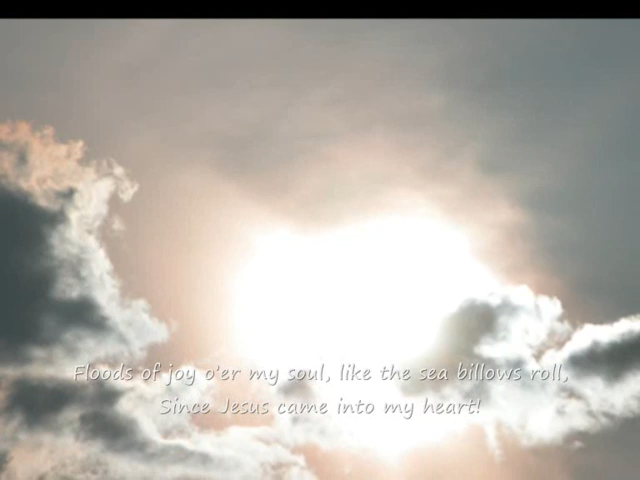 Floods of joy o'er my soul, like the sea billows roll,
Since Jesus came into my heart!